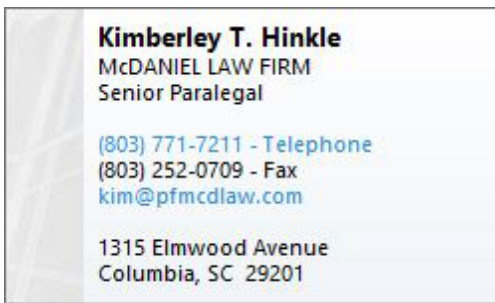 Kimberley T. Hinkle
McDANIEL LAW FIRM
Senior Paralegal
(803) 771-7211 - Telephone
(803) 252-0709 - Fax
kim@pfmcdlaw.com
1315 Elmwood Avenue
Columbia, SC  29201